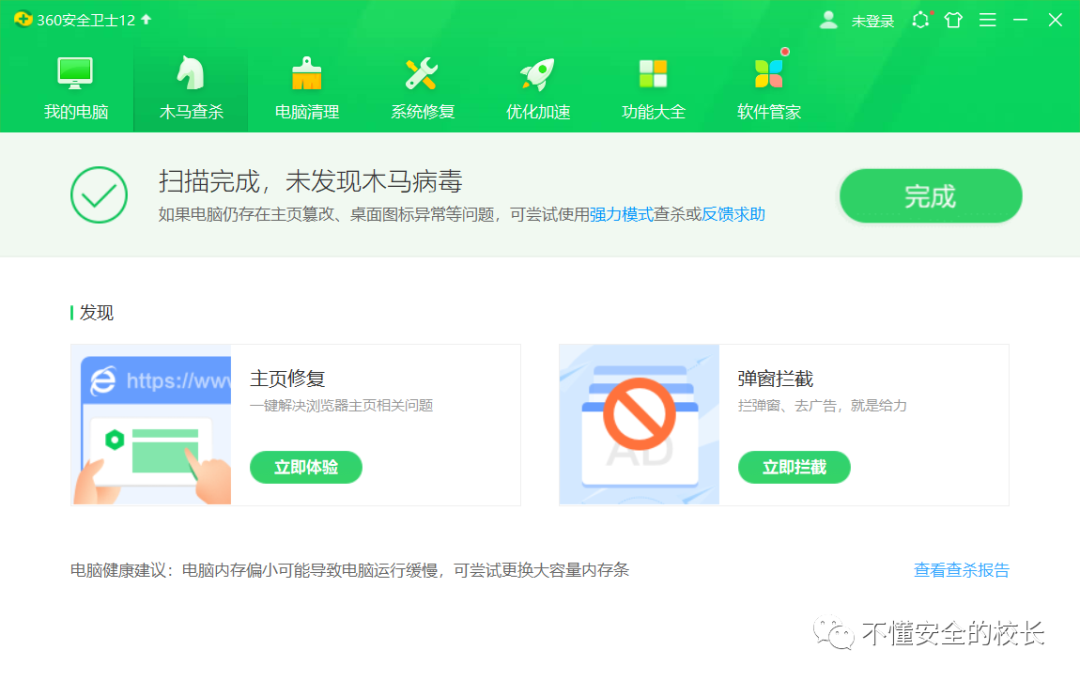 360安全卫士12
未登录
我的电脑
木马查杀
电脑清理
系统修复
优化加速
功能大全
软件管家
扫描完成，未发现木马病毒
如果电脑仍存在主页篡改、桌面图标异常等问题，可尝试使用强力模式查杀或反馈求助
完成
发现
https://www
主页修复
一键解决浏览器主页相关问题
立即体验
AD
弹窗拦截
拦弹窗、去广告，就是给力
立即拦截
电脑健康建议：电脑内存偏小可能导致电脑运行缓慢，可尝试更换大容量内存条
查看查杀报告
不懂安全的校长